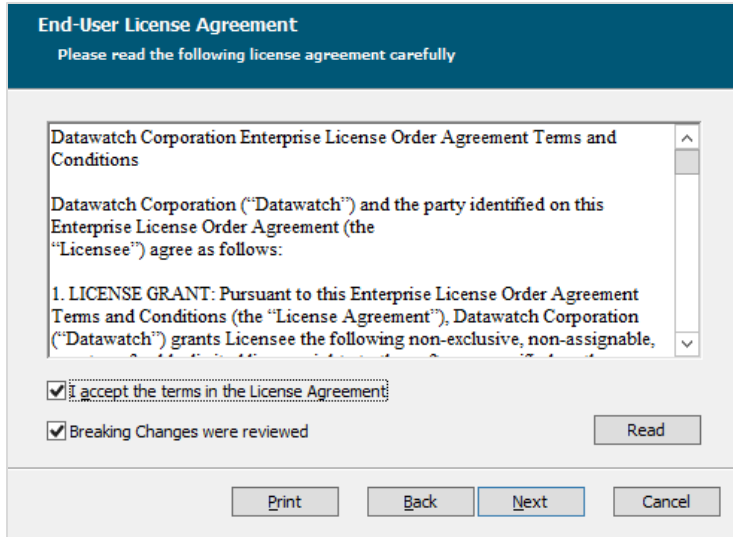 End-User License Agreement
Please read the following license agreement carefully
Datawatch Corporation Enterprise License Order Agreement Terms and
Conditions
Datawatch Corporation (“Datawatch”) and the party identified on this
Enterprise License Order Agreement (the
“Licensee”) agree as follows:
1. LICENSE GRANT: Pursuant to this Enterprise License Order Agreement
Terms and Conditions (the “License Agreement”), Datawatch Corporation
(“Datawatch”) grants Licensee the following non-exclusive, non-assignable,
I accept the terms in the License Agreement
Breaking Changes were reviewed
Read
Print
Back
Next
Cancel